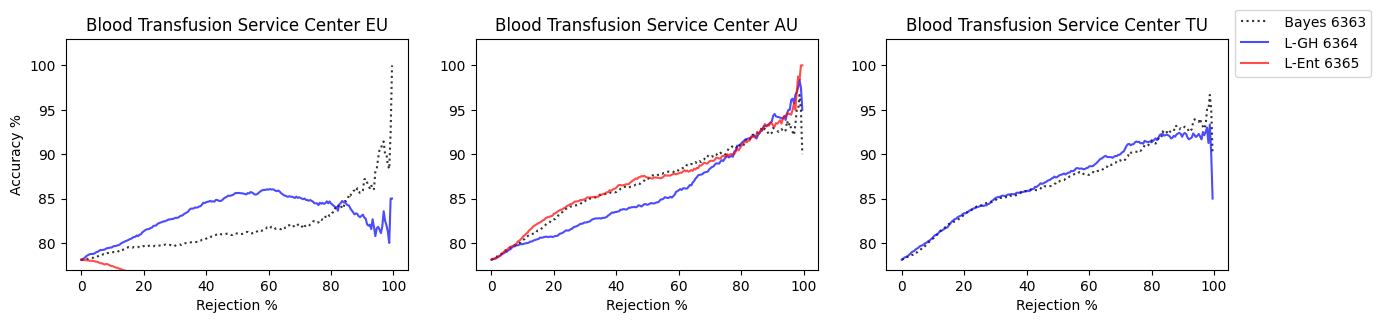 Blood Transfusion Service Center EU
Blood Transfusion Service Center AU
Blood Transfusion Service Center TU
Bayes 6363
L-GH 6364
L-Ent 6365
Accuracy %
100
95
90
85
80
0 20 40 60 80 100
Rejection %
100
95
90
85
80
0 20 40 60 80 100
Rejection %
100
95
90
85
80
0 20 40 60 80 100
Rejection %